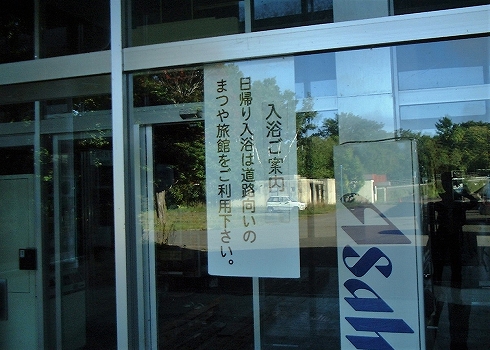 入浴ご案内
日帰り入浴は道路向いの
まつや旅館をご利用下さい。
Asahi